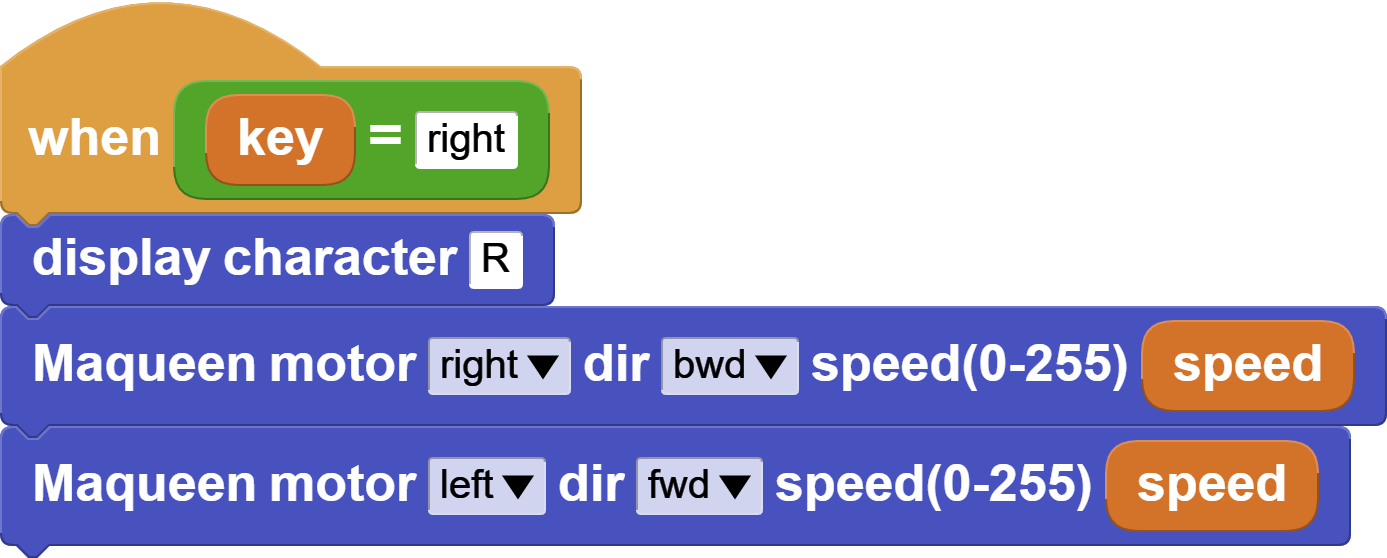 when key = right
display character R
Maqueen motor right dir bwd speed(0-255) speed
Maqueen motor left dir fwd speed(0-255) speed